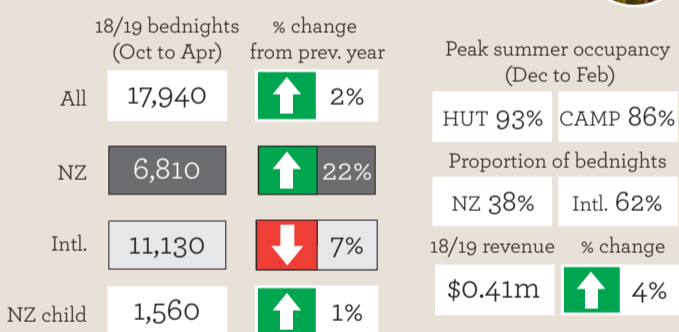 18/19 bednights
(Oct to Apr)
% change
from prev. year
All 17,940 2%
NZ 6,810 22%
Intl. 11,130 7%
NZ child 1,560 1%
Peak summer occupancy
(Dec to Feb)
HUT 93% CAMP 86%
Proportion of bednights
NZ 38% Intl. 62%
18/19 revenue % change
$0.41m 4%